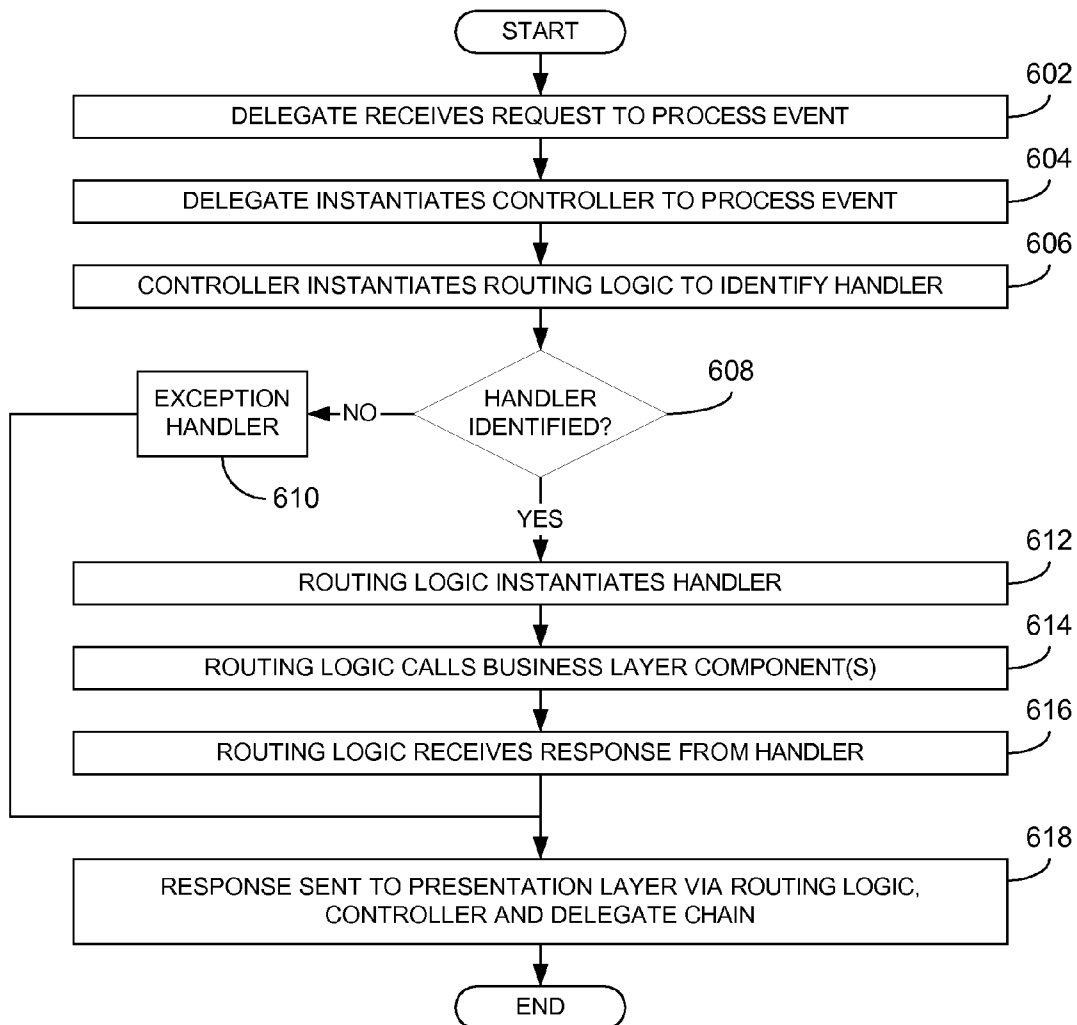 START
602
DELEGATE RECEIVES REQUEST TO PROCESS EVENT
604
DELEGATE INSTANTIATES CONTROLLER TO PROCESS EVENT
606
CONTROLLER INSTANTIATES ROUTING LOGIC TO IDENTIFY HANDLER
608
HANDLER
IDENTIFIED?
NO
EXCEPTION
HANDLER
610
YES
612
ROUTING LOGIC INSTANTIATES HANDLER
614
ROUTING LOGIC CALLS BUSINESS LAYER COMPONENT(S)
616
ROUTING LOGIC RECEIVES RESPONSE FROM HANDLER
618
RESPONSE SENT TO PRESENTATION LAYER VIA ROUTING LOGIC,
CONTROLLER AND DELEGATE CHAIN
END